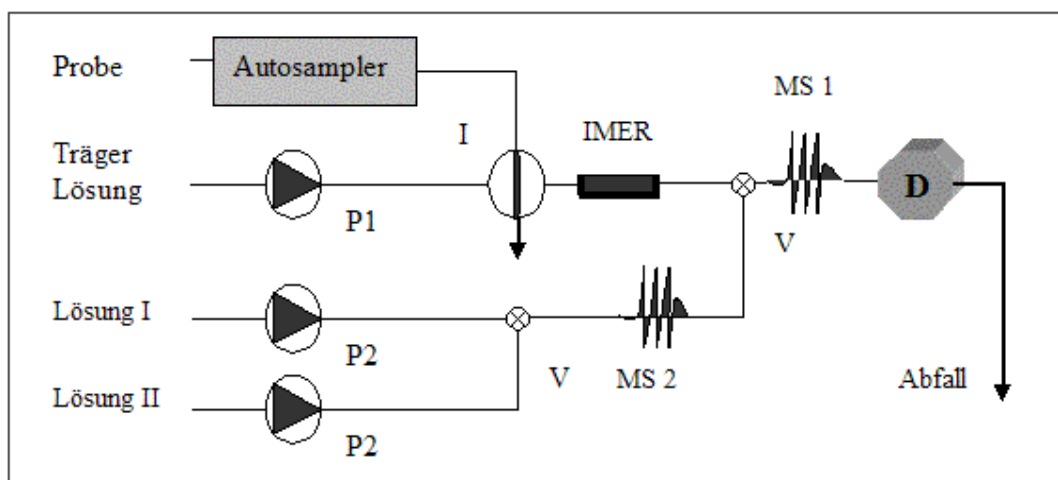 Probe
Autosampler
MS 1
I
IMER
Träger
Lösung
D
P1
V
Lösung I
P2
V
MS 2
Abfall
Lösung II
P2